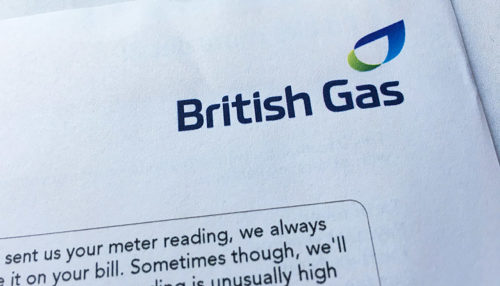 British Gas
sent us your meter reading, we always
it on your bill. Sometimes though, we'll
is unusually high